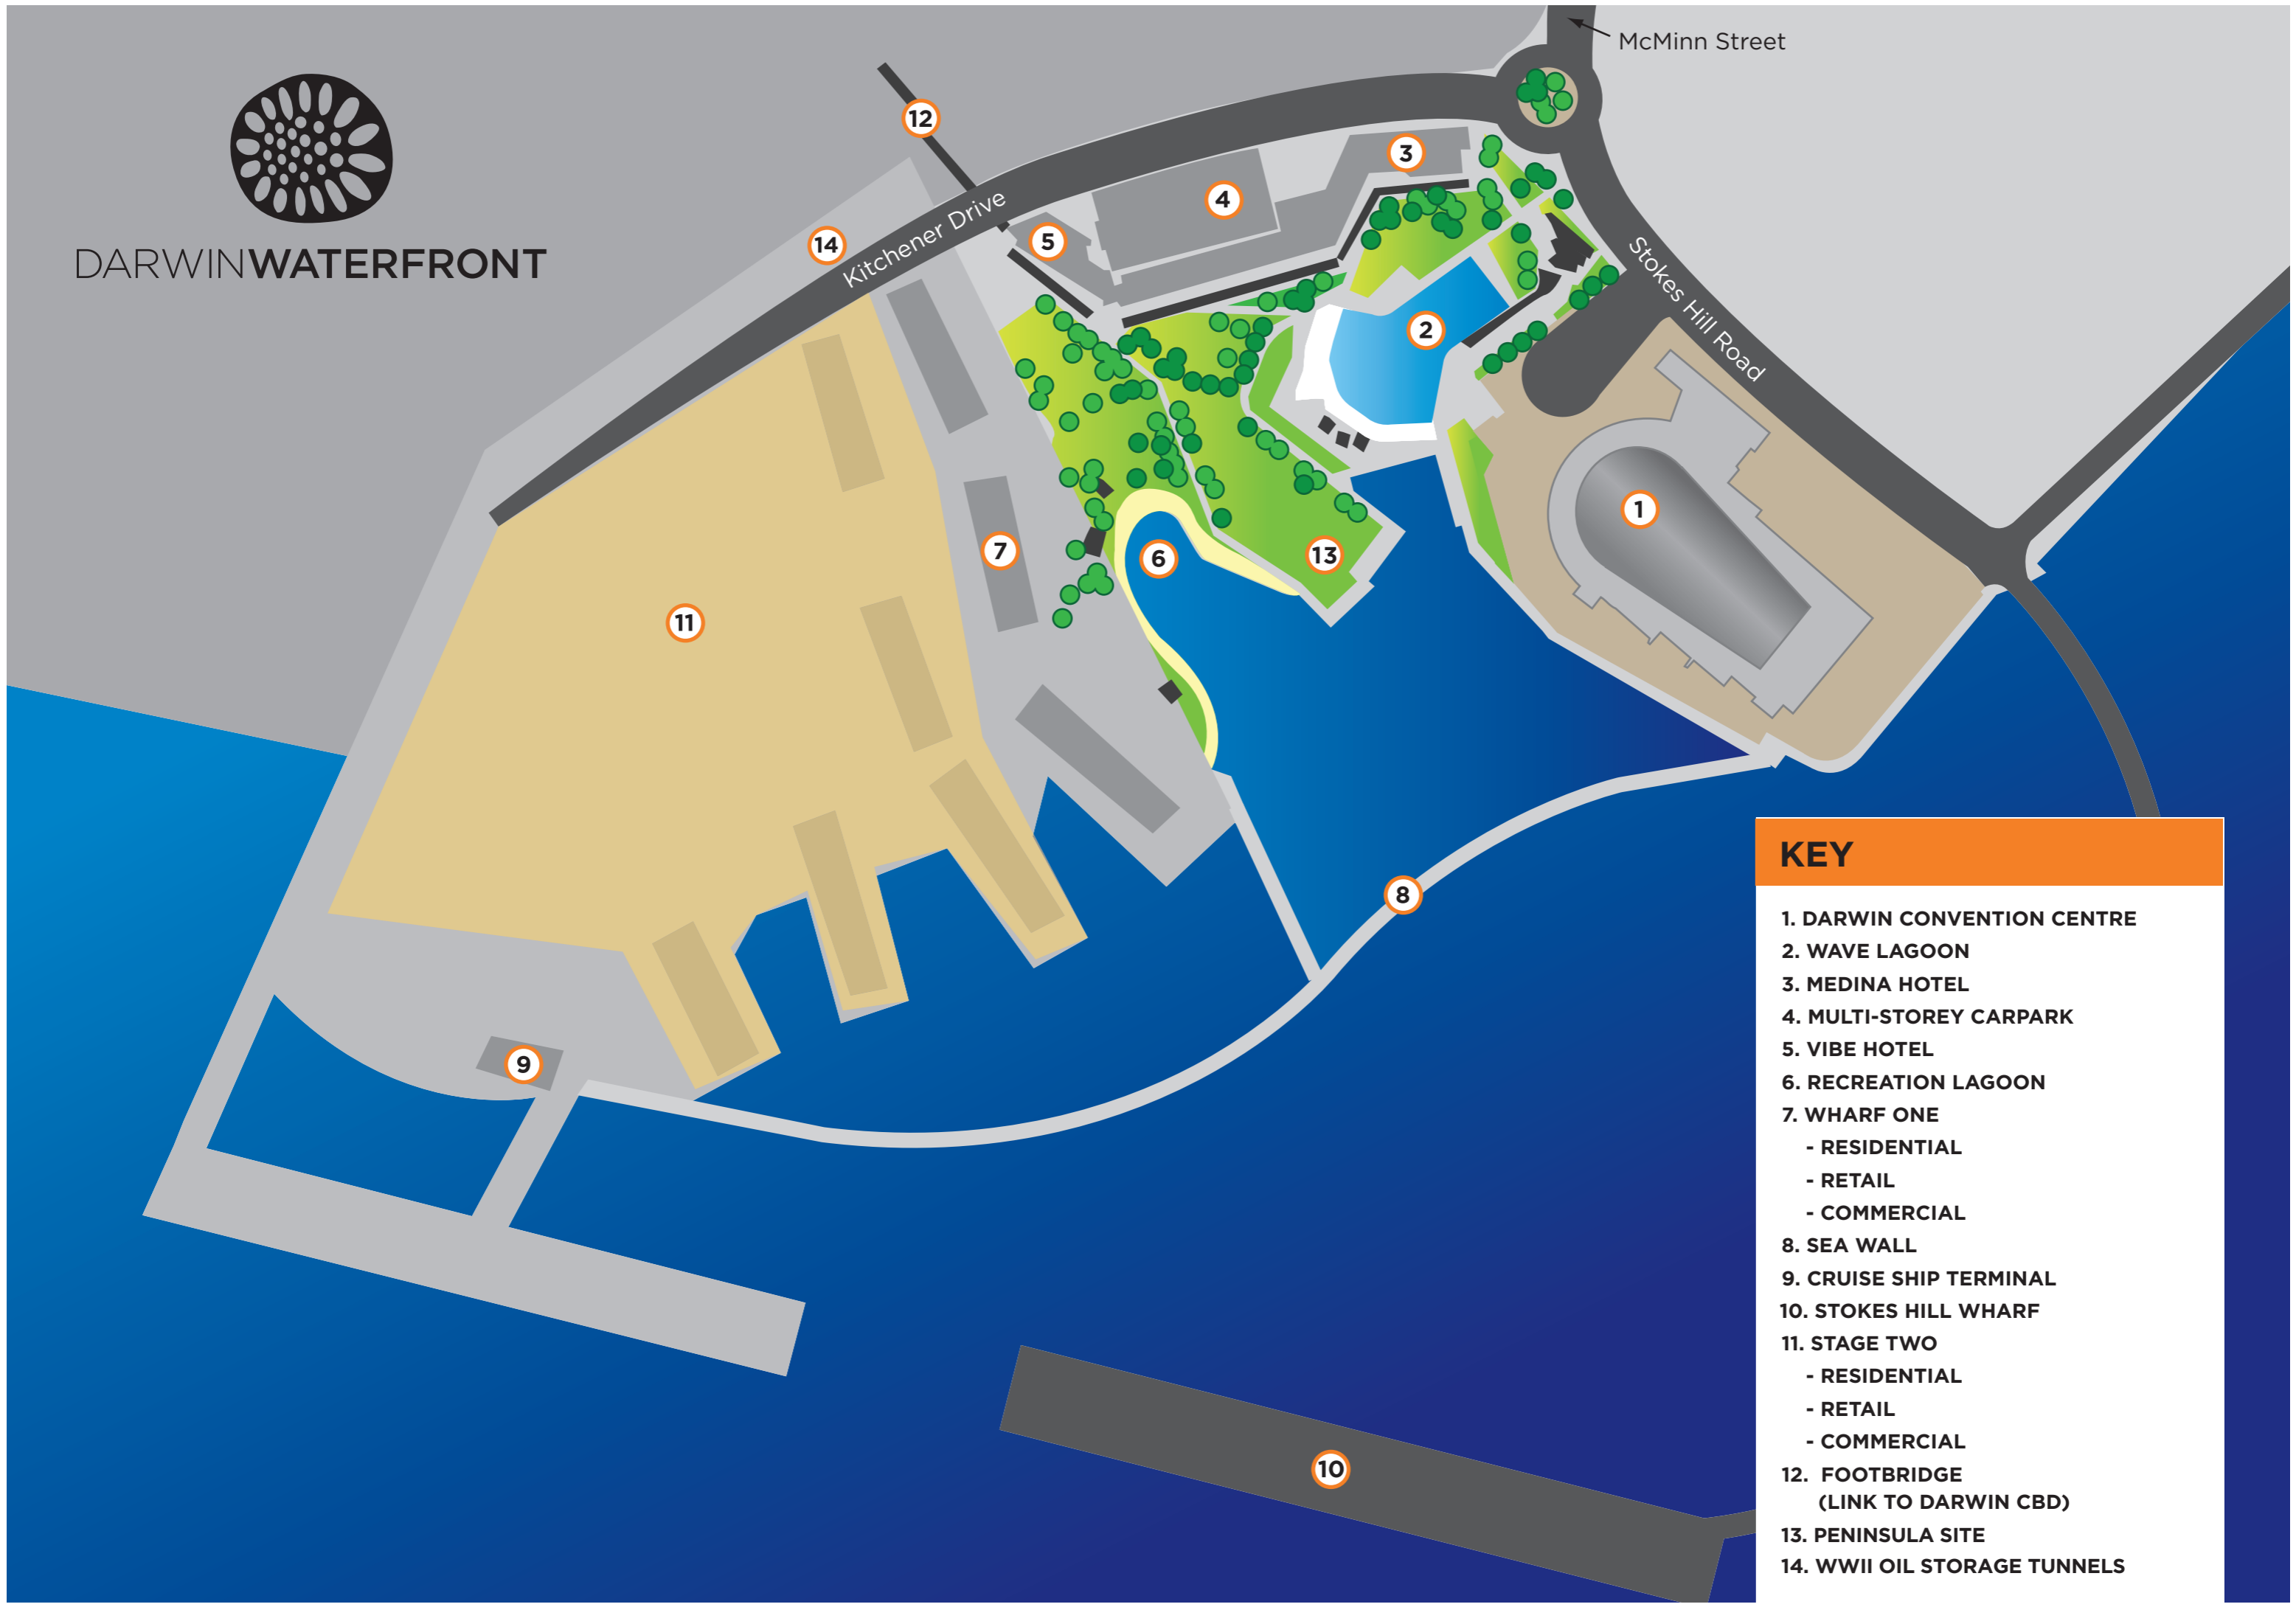 McMinn Street
12
3
4
DARWINWATERFRONT
14
Kitchener Drive
5
Stokes Hill Road
2
1
7
6
13
11
8
9
10
KEY
1. DARWIN CONVENTION CENTRE
2. WAVE LAGOON
3. MEDINA HOTEL
4. MULTI-STOREY CARPARK
5. VIBE HOTEL
6. RECREATION LAGOON
7. WHARF ONE
- RESIDENTIAL
- RETAIL
- COMMERCIAL
8. SEA WALL
9. CRUISE SHIP TERMINAL
10. STOKES HILL WHARF
11. STAGE TWO
- RESIDENTIAL
- RETAIL
- COMMERCIAL
12. FOOTBRIDGE
(LINK TO DARWIN CBD)
13. PENINSULA SITE
14. WWII OIL STORAGE TUNNELS